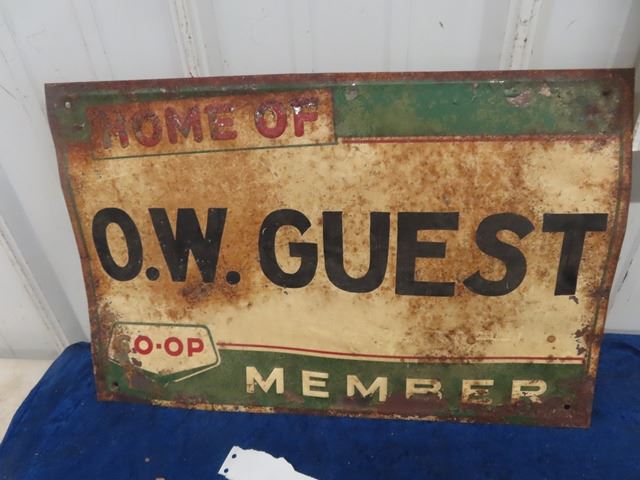 HOME OF
O.W. GUEST
CO-OP
MEMBER